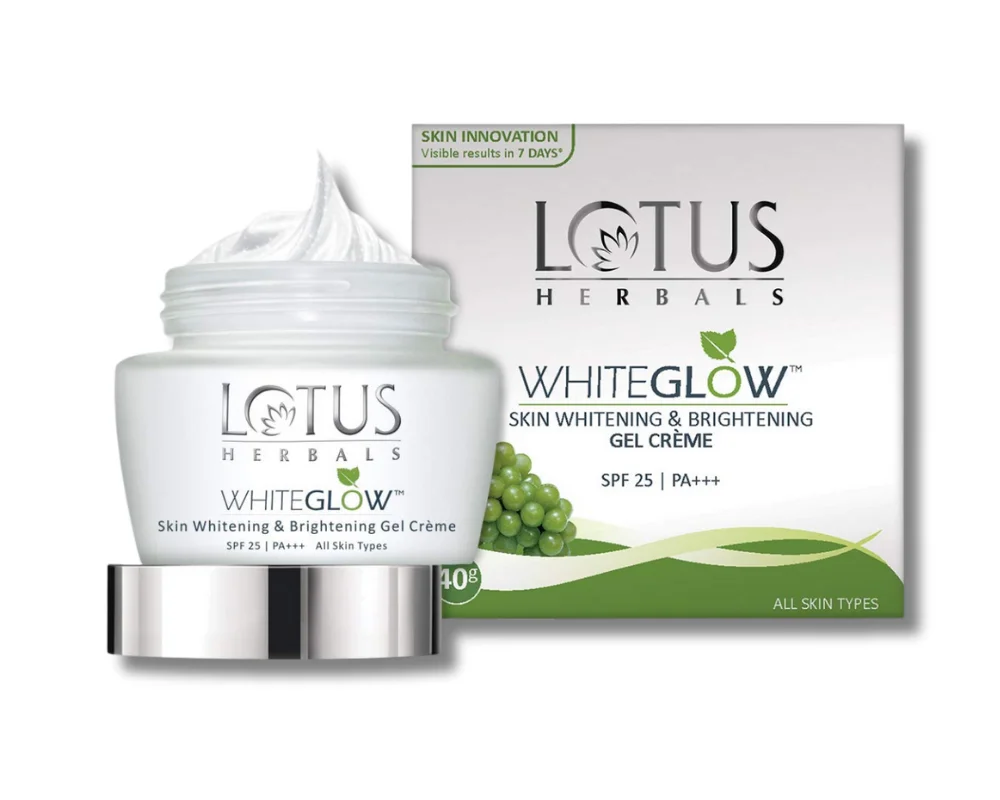 SKIN INNOVATION
Visible results in 7 DAYS*
LOTUS
HERBALS
WHITEGLOW™
SKIN WHITENING & BRIGHTENING
GEL CRÈME
SPF 25 | PA+++
40g
ALL SKIN TYPES
LOTUS
HERBALS
WHITEGLOW™
Skin Whitening & Brightening Gel Crème
SPF 25 | PA+++ All Skin Types